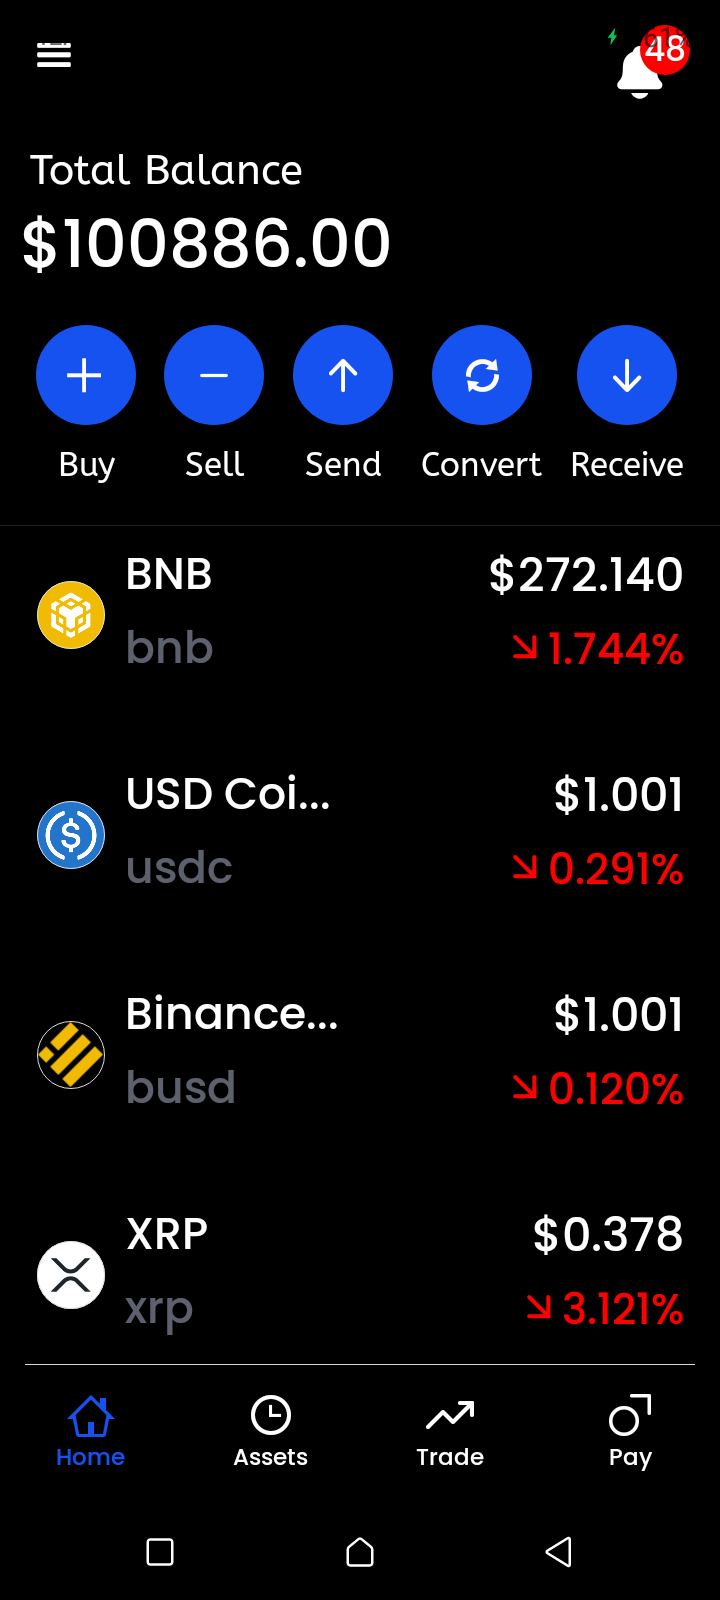 48
Total Balance
$100886.00
Buy Sell Send Convert Receive
BNB $272.140
bnb 1.744%
USD Coi... $1.001
usdc 0.291%
Binance... $1.001
busd 0.120%
XRP $0.378
xrp 3.121%
Home Assets Trade Pay